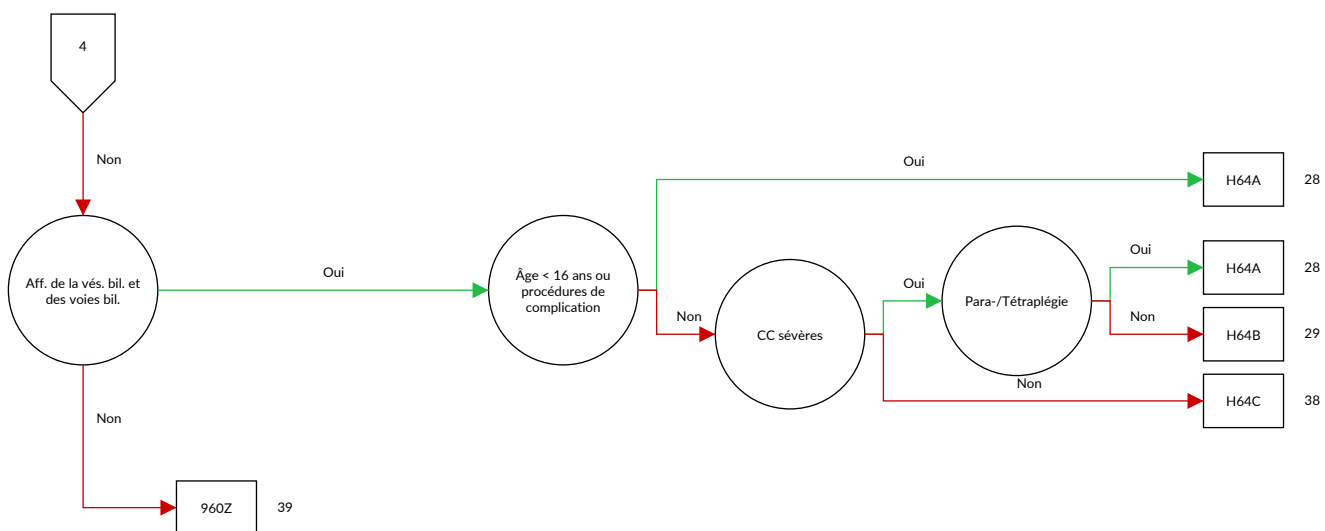 4
Non
Aff. de la vés. bil. et
des voies bil.
Oui
Âge < 16 ans ou
procédures de
complication
Oui
H64A
28
Non
CC sévères
Oui
Para-/Tétraplégie
Oui
H64A
28
Non
H64B
29
Non
H64C
38
Non
960Z
39